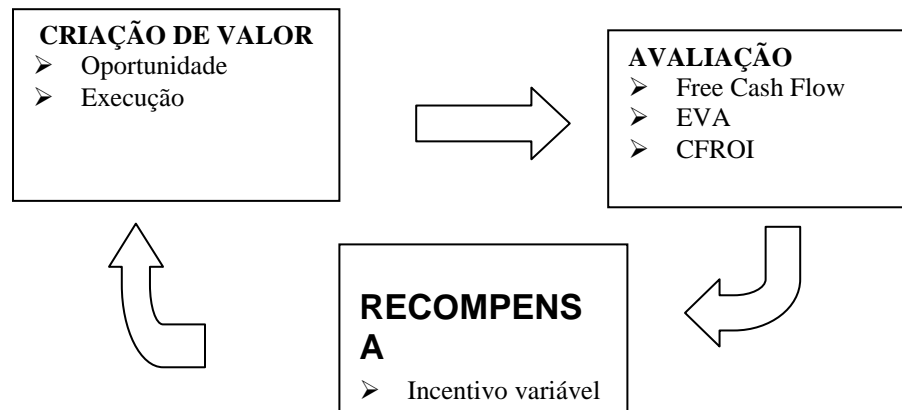 CRIAÇÃO DE VALOR
➢ Oportunidade
➢ Execução
AVALIAÇÃO
➢ Free Cash Flow
➢ EVA
➢ CFROI
RECOMPENS
A
➢ Incentivo variável